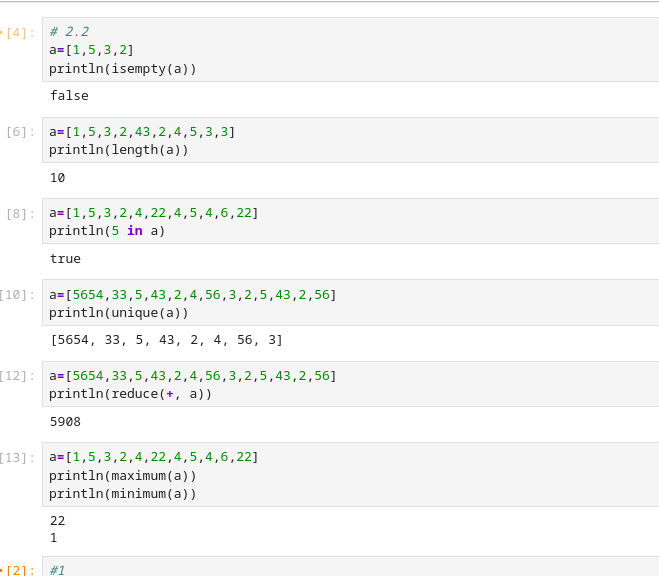 [4]:
# 2.2
a=[1,5,3,2]
println(isempty(a))
false
[6]:
a=[1,5,3,2,43,2,4,5,3,3]
println(length(a))
10
[8]:
a=[1,5,3,2,4,22,4,5,4,6,22]
println(5 in a)
true
[10]:
a=[5654,33,5,43,2,4,56,3,2,5,43,2,56]
println(unique(a))
[5654, 33, 5, 43, 2, 4, 56, 3]
[12]:
a=[5654,33,5,43,2,4,56,3,2,5,43,2,56]
println(reduce(+, a))
5908
[13]:
a=[1,5,3,2,4,22,4,5,4,6,22]
println(maximum(a))
println(minimum(a))
22
1
[2]:
#1